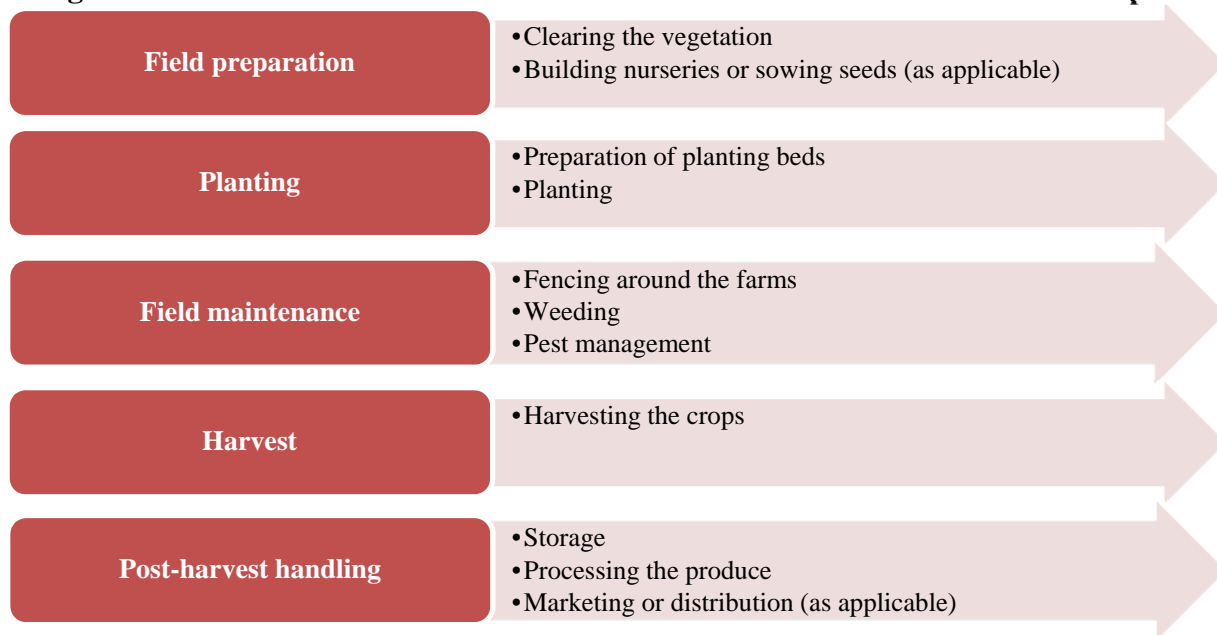 Field preparation
•Clearing the vegetation
•Building nurseries or sowing seeds (as applicable)
Planting
•Preparation of planting beds
•Planting
Field maintenance
•Fencing around the farms
•Weeding
•Pest management
Harvest
•Harvesting the crops
Post-harvest handling
•Storage
•Processing the produce
•Marketing or distribution (as applicable)